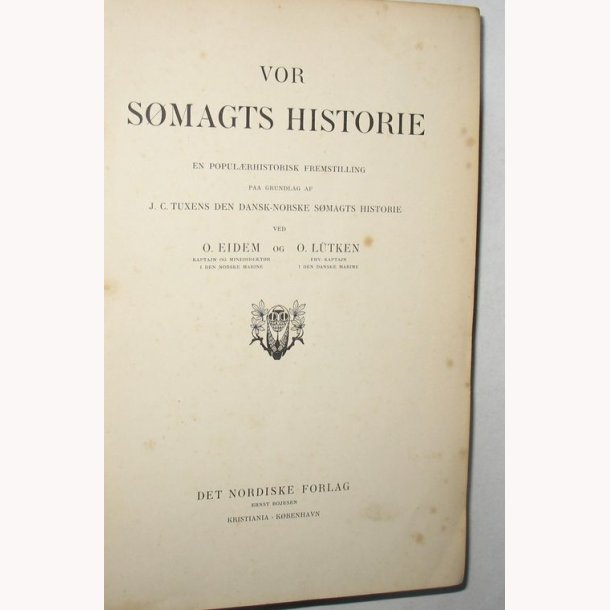 VOR
SØMAGTS HISTORIE
EN POPULÆRHISTORISK FREMSTILLING
PAA GRUNDLAG AF
J. C. TUXENS DEN DANSK-NORSKE SØMAGTS HISTORIE
VED
O. EIDEM OG O. LÜTKEN
KAPTAJN OG MINEDIREKTØR FHV. KAPTAJN
I DEN NORSKE MARINE I DEN DANSKE MARINE
DET NORDISKE FORLAG
ERNST BOJESEN
KRISTIANIA · KØBENHAVN